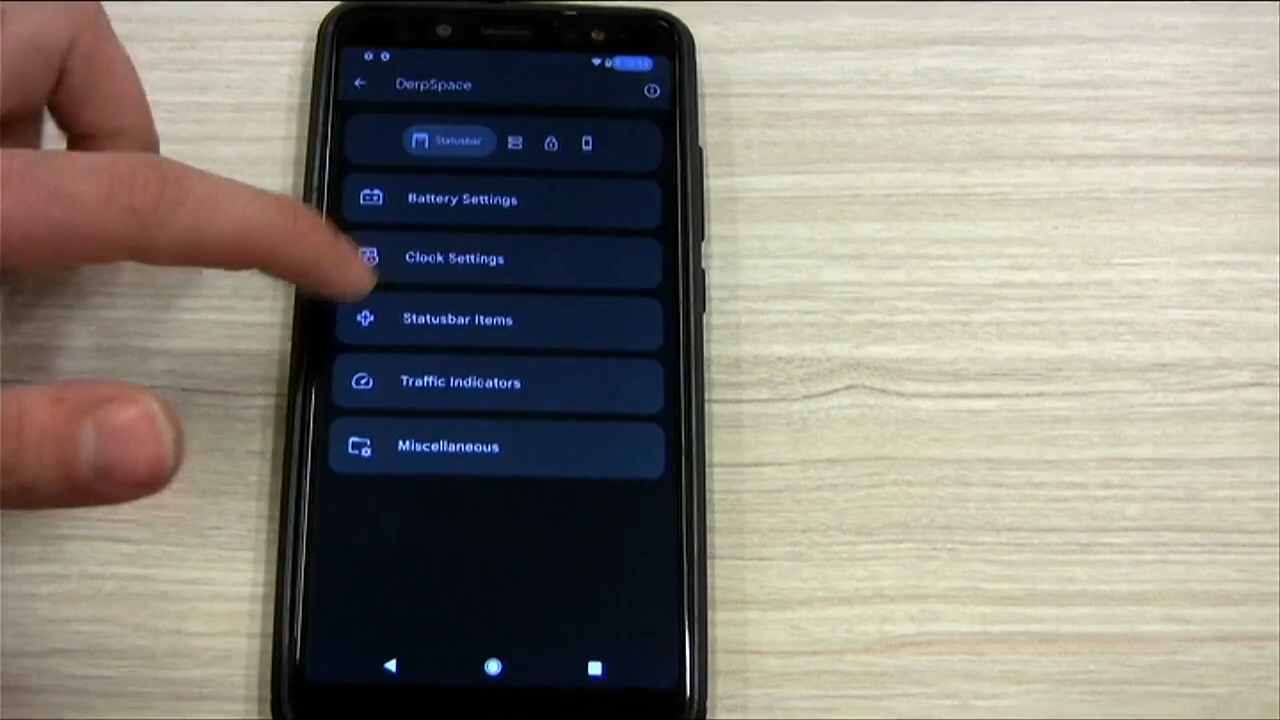 DerpSpace
Statusbar
Battery Settings
Clock Settings
Statusbar Items
Traffic Indicators
Miscellaneous